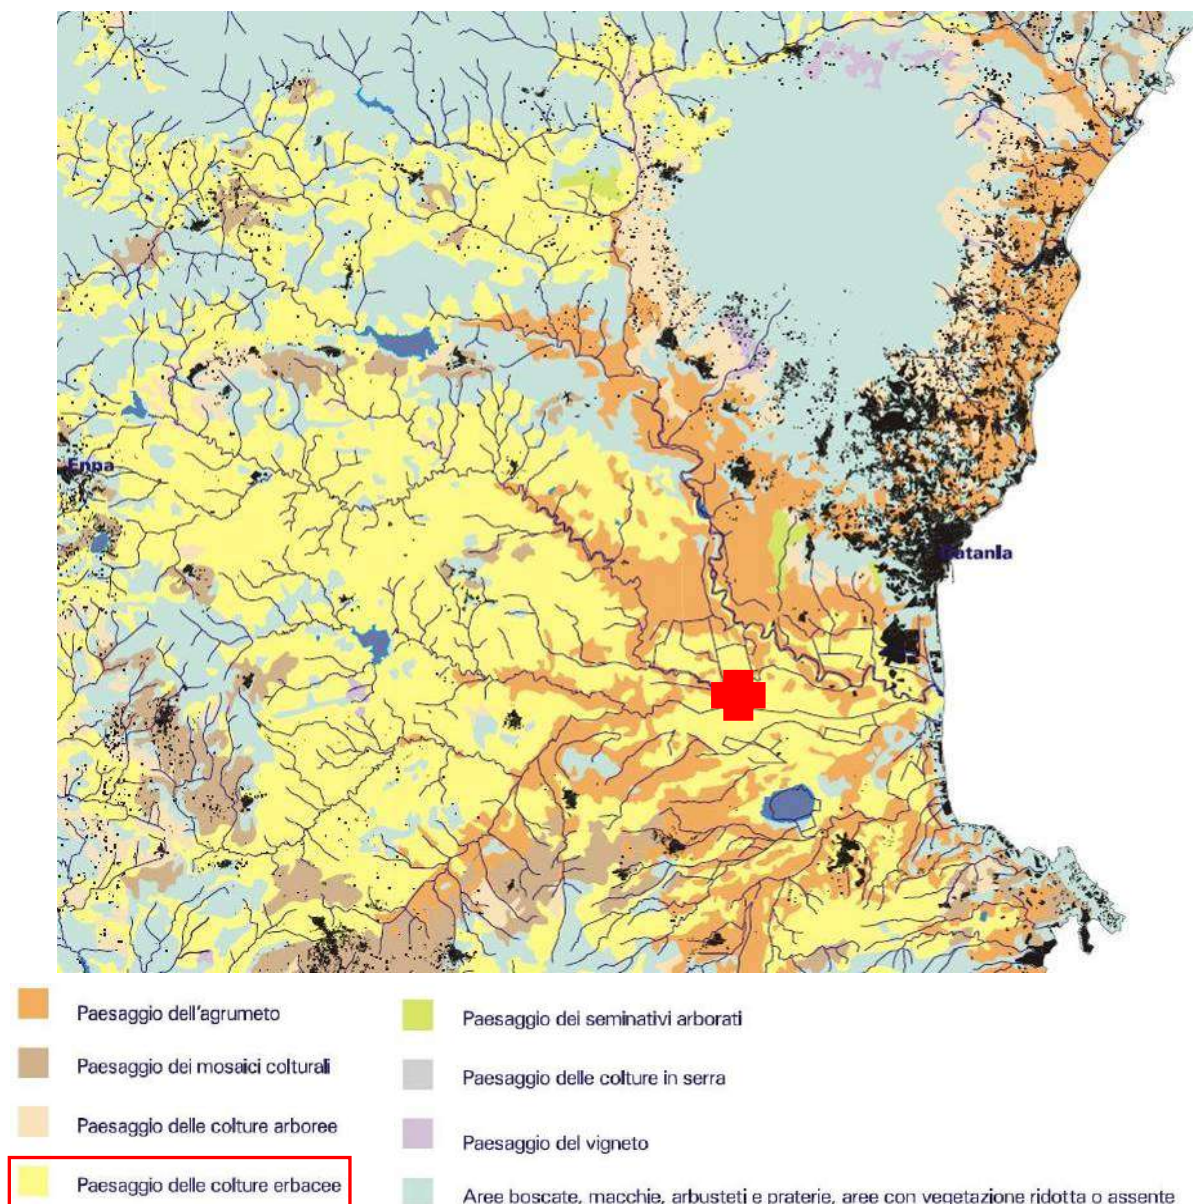 Enna
Catania
Paesaggio dell'agrumeto
Paesaggio dei mosaici colturali
Paesaggio delle colture arboree
Paesaggio delle colture erbacee
Paesaggio dei seminativi arborati
Paesaggio delle colture in serra
Paesaggio del vigneto
Aree boscate, macchie, arbusteti e praterie, aree con vegetazione ridotta o assente